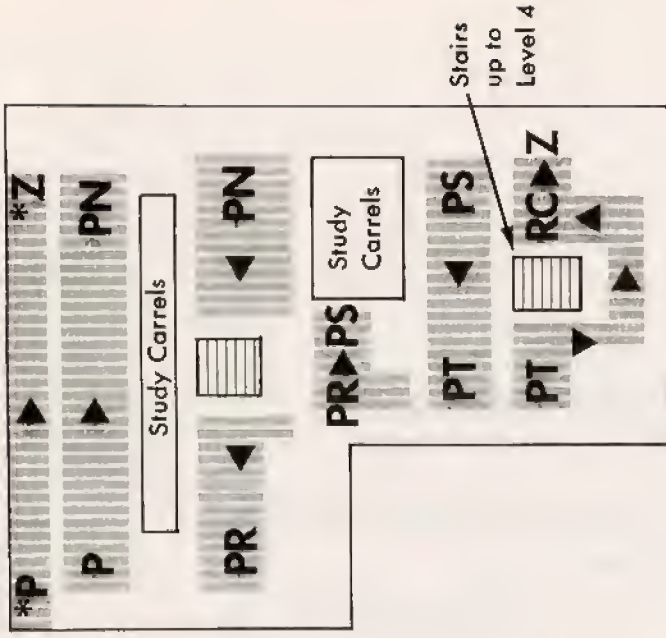 *P *Z
P PN
Study Carrels
PN
PR
Study
Carrels
PR PS
PT PS
Stairs
up to
Level 4
PT RC Z